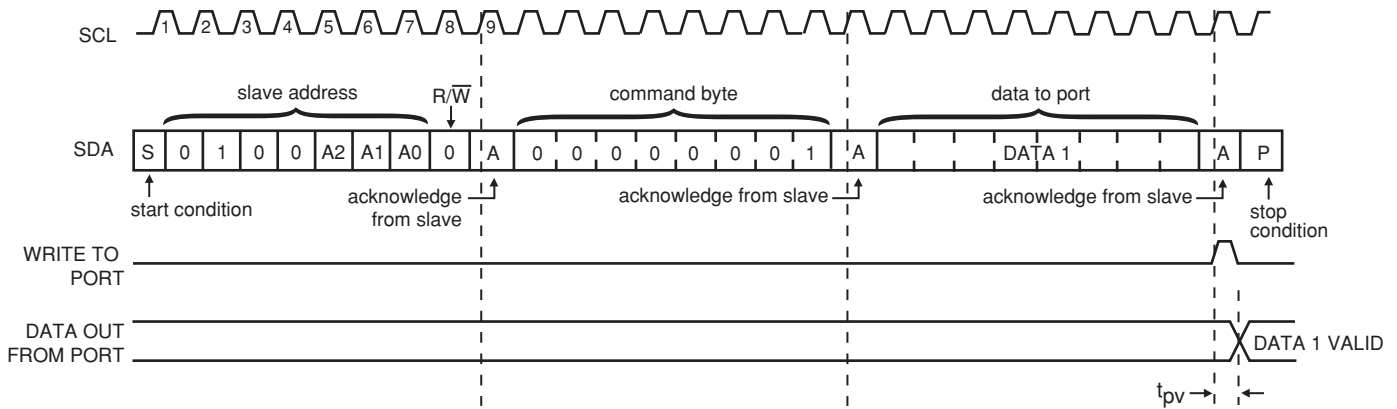 SCL 1 2 3 4 5 6 7 8 9
slave address R/W̅ command byte data to port
SDA S 0 1 0 0 A2 A1 A0 0 A 0 0 0 0 0 0 0 1 A DATA 1 A P
start condition acknowledge from slave acknowledge from slave acknowledge from slave stop condition
WRITE TO
PORT
DATA OUT
FROM PORT
DATA 1 VALID
tpv